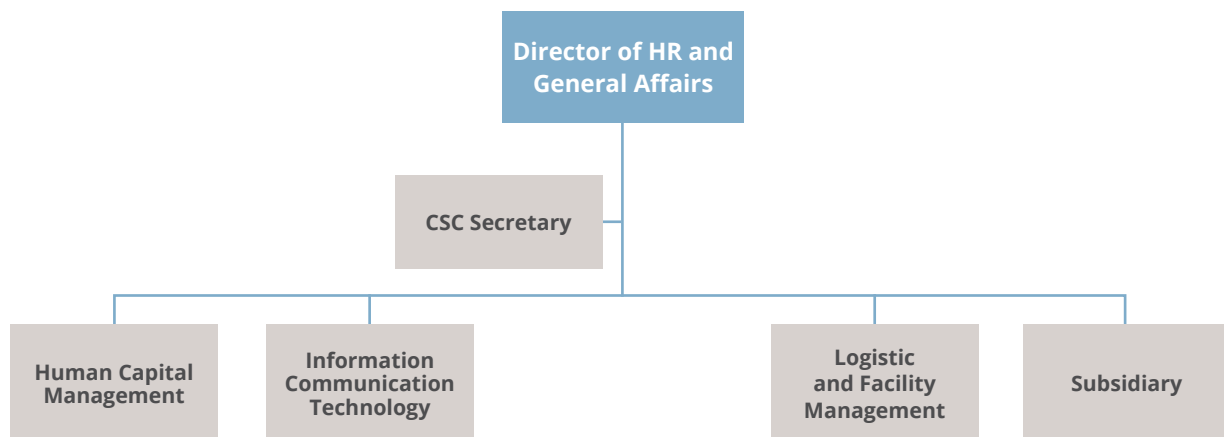 Director of HR and
General Affairs
CSC Secretary
Human Capital
Management
Information
Communication
Technology
Logistic
and Facility
Management
Subsidiary